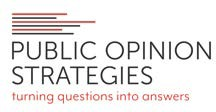 PUBLIC OPINION
STRATEGIES
turning questions into answers